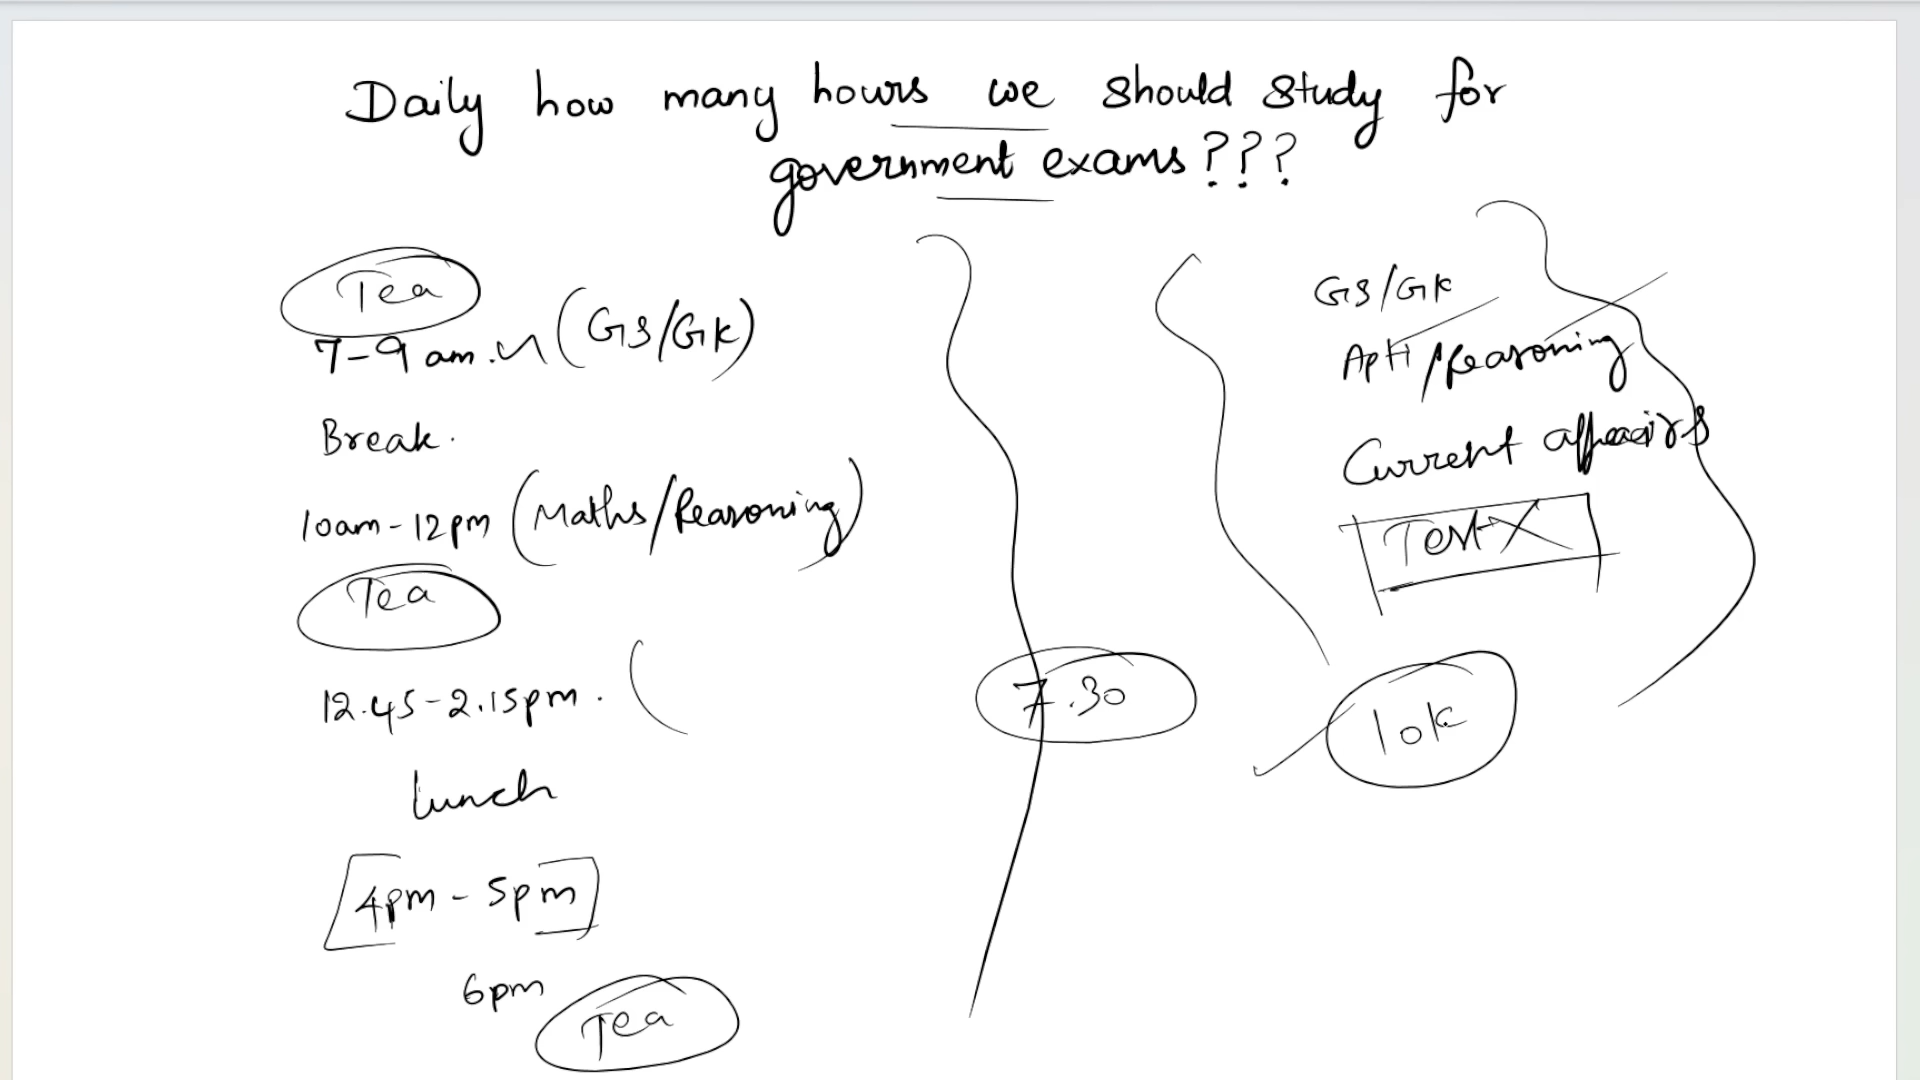 Daily how many hours we should study for
government exams???
Tea
7-9 am. (GS/GK)
Break.
10am-12pm (Maths/Reasoning)
Tea
12.45-2.15pm.
Lunch
4pm - 5pm
6pm
Tea
7.30
GS/GK
Apti/Reasoning
Current affairs
Test
10k